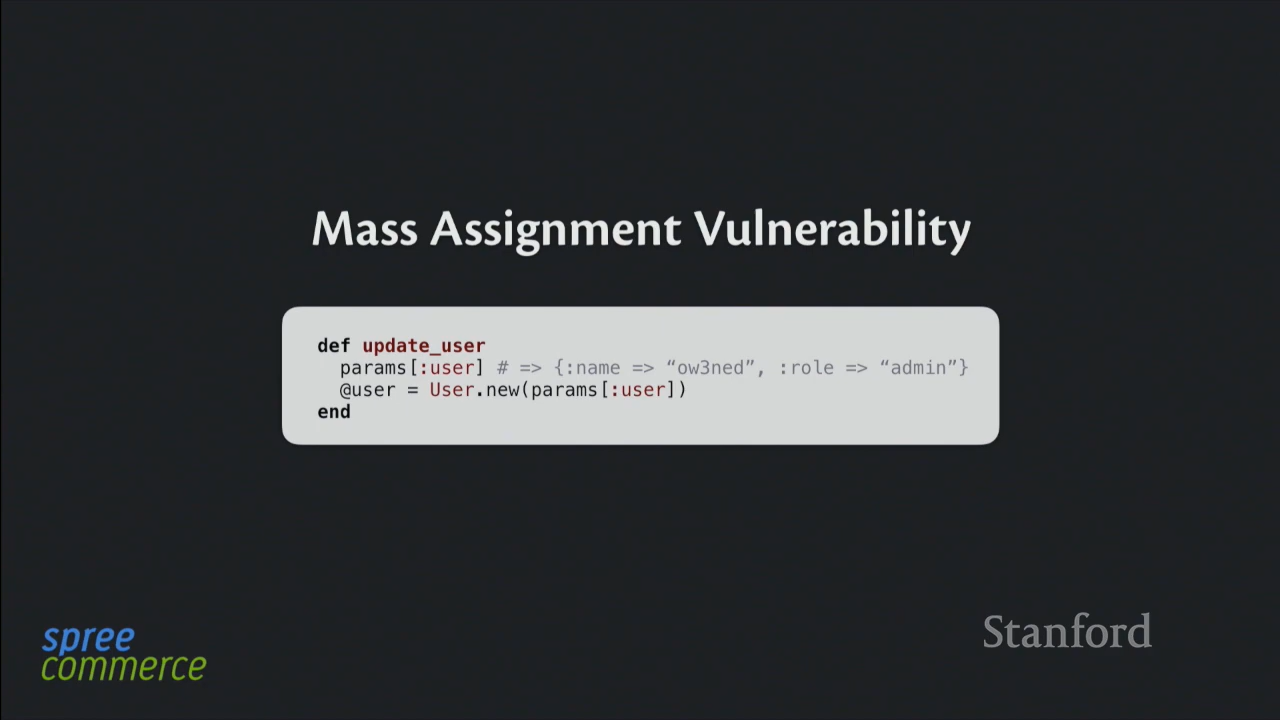 Mass Assignment Vulnerability
def update_user
  params[:user] # => {:name => “ow3ned”, :role => “admin”}
  @user = User.new(params[:user])
end
spree
commerce
Stanford